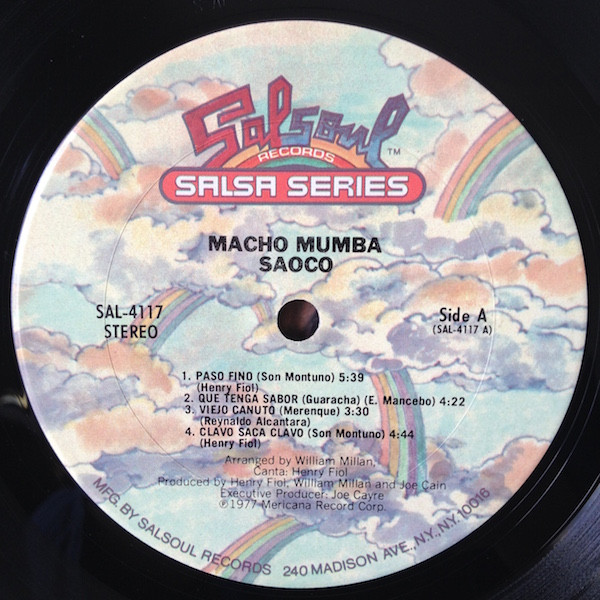 Salsoul
RECORDS
TM
SALSA SERIES
MACHO MUMBA
SAOCO
SAL-4117
STEREO
Side A
(SAL-4117 A)
1. PASO FINO (Son Montuno) 5:39
(Henry Fiol)
2. QUE TENGA SABOR (Guaracha) (E. Mancebo) 4:22
3. VIEJO CANUTO (Merenque) 3:30
(Reynaldo Alcantara)
4. CLAVO SACA CLAVO (Son Montuno) 4:44
(Henry Fiol)
Arranged by William Millan,
Canta: Henry Fiol
Produced by Henry Fiol, William Millan and Joe Cain
Executive Producer: Joe Cayre
℗1977 Mericana Record Corp.
MFG. BY SALSOUL RECORDS 240 MADISON AVE., N.Y., N.Y. 10016